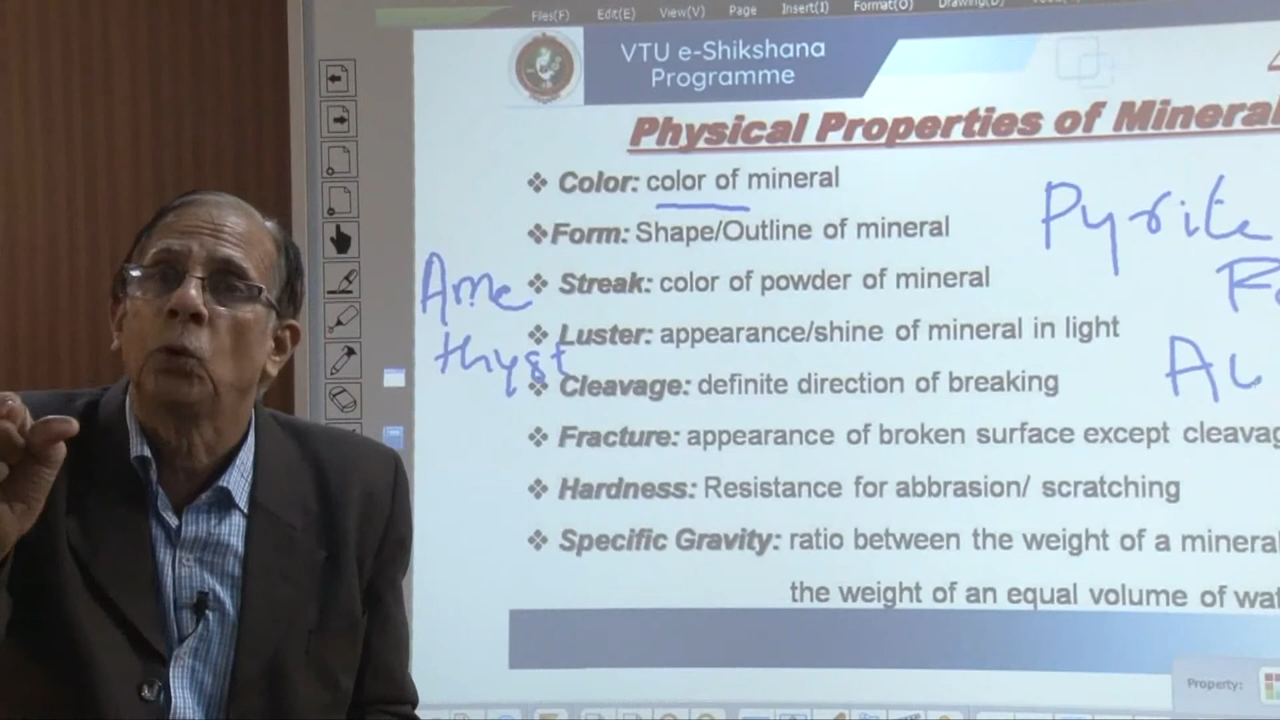 Files(F) Edit(E) View(V) Page Insert(I) Format(O)
VTU e-Shikshana
Programme
Physical Properties of Mineral
❖ Color: color of mineral
❖ Form: Shape/Outline of mineral
❖ Streak: color of powder of mineral
❖ Luster: appearance/shine of mineral in light
❖ Cleavage: definite direction of breaking
❖ Fracture: appearance of broken surface except cleavag
❖ Hardness: Resistance for abbrasion/ scratching
❖ Specific Gravity: ratio between the weight of a mineral
the weight of an equal volume of wat
Pyrite
Ame
thyst
Property: